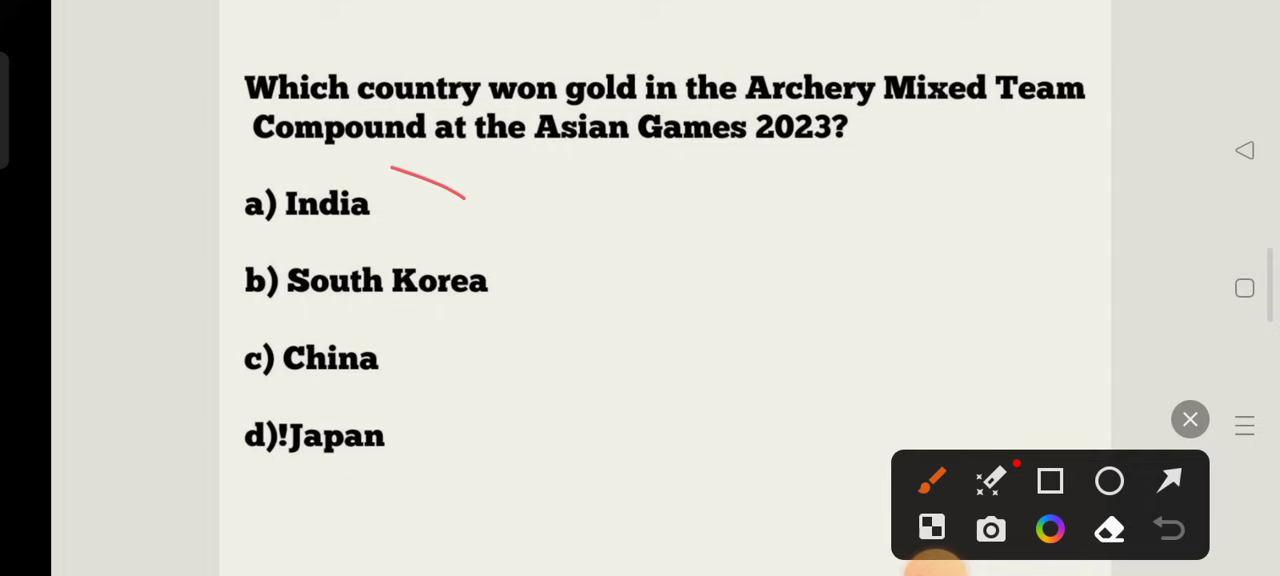 Which country won gold in the Archery Mixed Team
Compound at the Asian Games 2023?
a) India
b) South Korea
c) China
d)!Japan